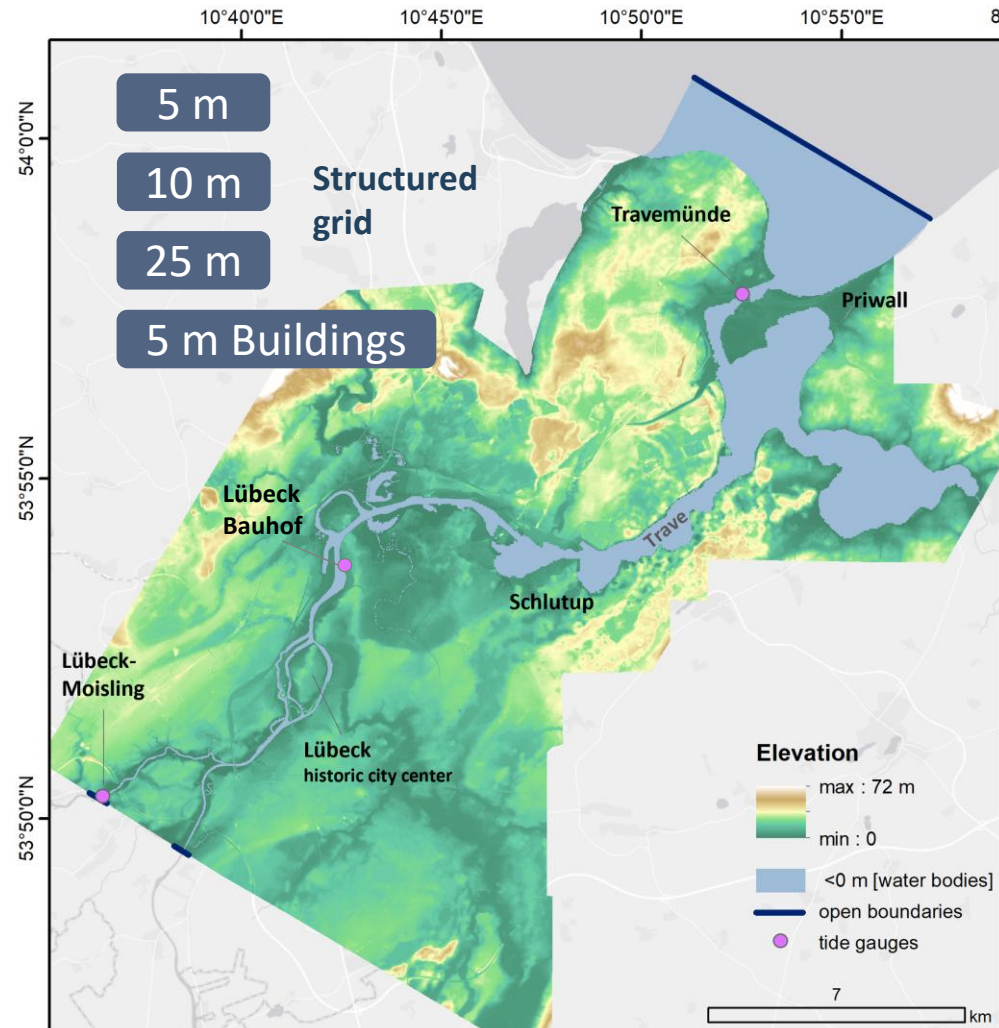 10°40'0"E
10°45'0"E
10°50'0"E
10°55'0"E
8
5 m
54°0'0"N
10 m
Structured
grid
Travemünde
25 m
Priwall
5 m Buildings
53°55'0"N
Lübeck
Bauhof
Trave
Schlutup
Lübeck-
Moisling
Lübeck
historic city center
53°50'0"N
Elevation
max : 72 m
min : 0
<0 m [water bodies]
open boundaries
tide gauges
7
km